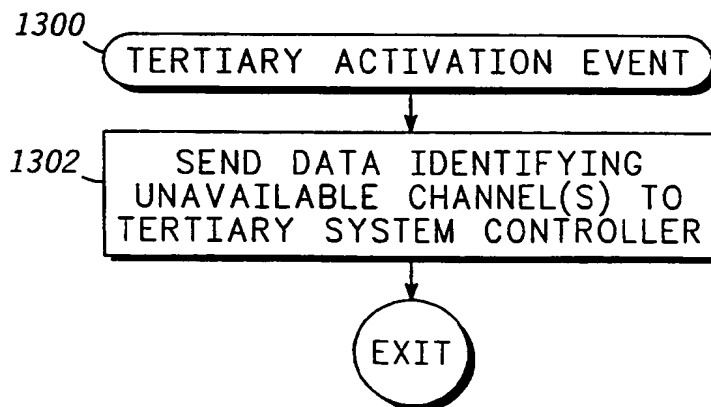 1300
TERTIARY ACTIVATION EVENT
1302
SEND DATA IDENTIFYING
UNAVAILABLE CHANNEL(S) TO
TERTIARY SYSTEM CONTROLLER
EXIT